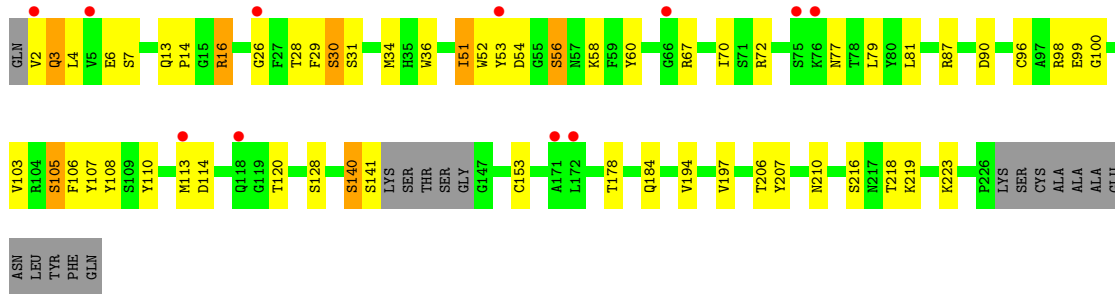 GLN V2 Q3 L4 V5 E6 S7 Q13 P14 G15 R16 G26 F27 T28 F29 S30 S31 M34 H35 W36 I51 W52 Y53 D54 G55 S56 N57 K58 F59 Y60 G66 R67 I70 S71 R72 S75 K76 N77 T78 L79 Y80 L81 R87 D90 C96 A97 R98 E99 G100
V103 R104 S105 F106 Y107 Y108 S109 Y110 M113 D114 Q118 G119 T120 S128 S140 S141 LYS SER THR SER GLY G147 C153 A171 L172 T178 Q184 V194 V197 T206 Y207 N210 S216 N217 T218 K219 K223 P226 LYS SER CYS ALA ALA ALA GLU
ASN LEU TYR PHE GLN